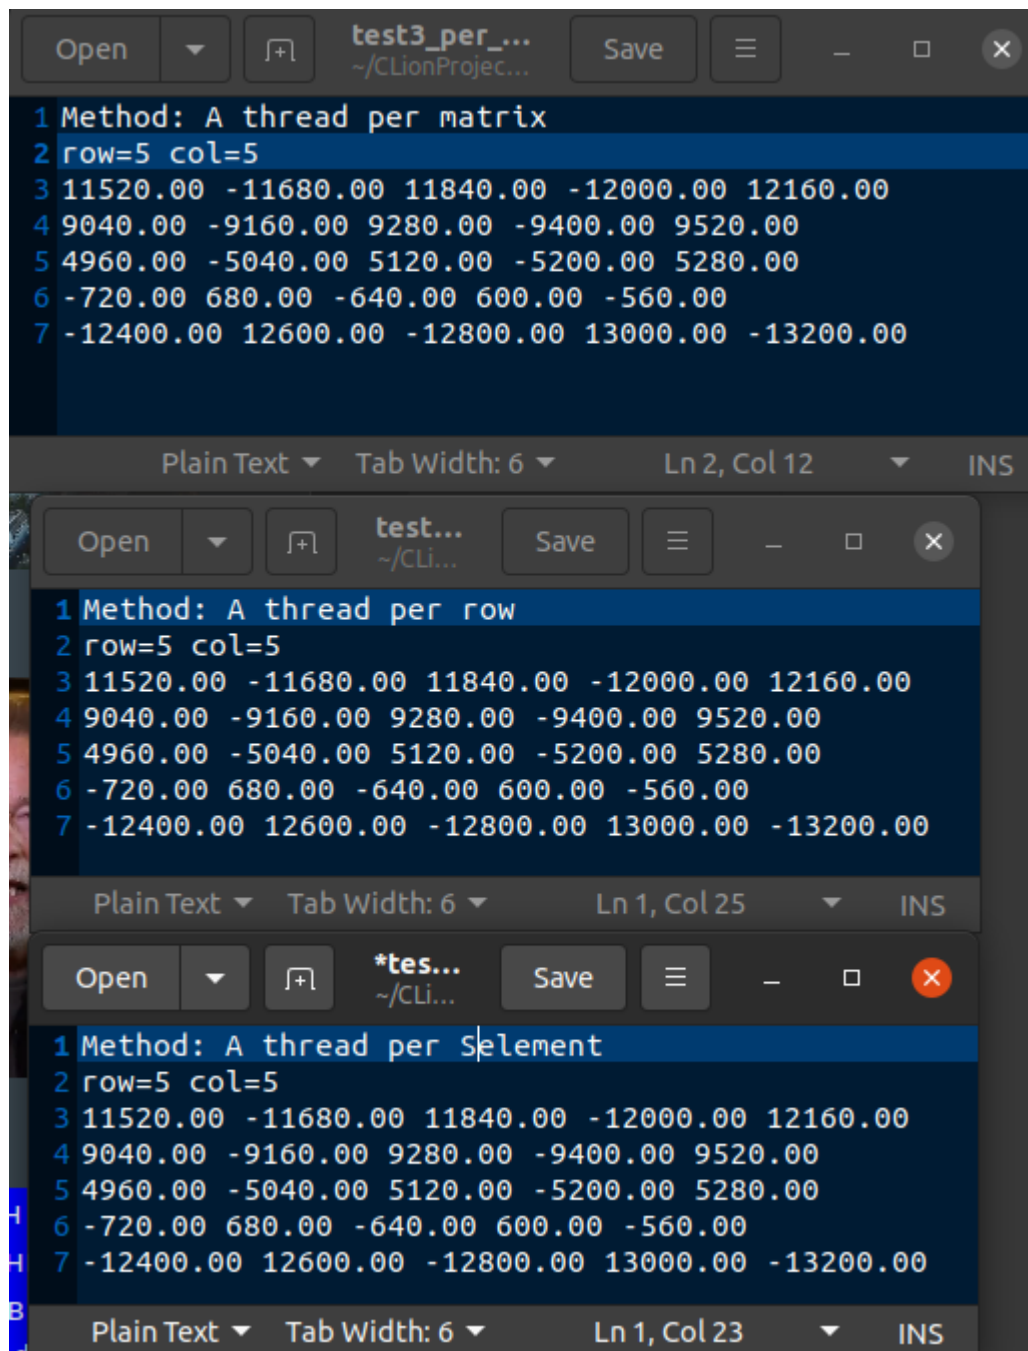 Open test3_per_... Save
~/CLionProjec...
1 Method: A thread per matrix
2 row=5 col=5
3 11520.00 -11680.00 11840.00 -12000.00 12160.00
4 9040.00 -9160.00 9280.00 -9400.00 9520.00
5 4960.00 -5040.00 5120.00 -5200.00 5280.00
6 -720.00 680.00 -640.00 600.00 -560.00
7 -12400.00 12600.00 -12800.00 13000.00 -13200.00
Plain Text Tab Width: 6 Ln 2, Col 12 INS
Open test... Save
~/CLi...
1 Method: A thread per row
2 row=5 col=5
3 11520.00 -11680.00 11840.00 -12000.00 12160.00
4 9040.00 -9160.00 9280.00 -9400.00 9520.00
5 4960.00 -5040.00 5120.00 -5200.00 5280.00
6 -720.00 680.00 -640.00 600.00 -560.00
7 -12400.00 12600.00 -12800.00 13000.00 -13200.00
Plain Text Tab Width: 6 Ln 1, Col 25 INS
Open *tes... Save
~/CLi...
1 Method: A thread per Selement
2 row=5 col=5
3 11520.00 -11680.00 11840.00 -12000.00 12160.00
4 9040.00 -9160.00 9280.00 -9400.00 9520.00
5 4960.00 -5040.00 5120.00 -5200.00 5280.00
H
6 -720.00 680.00 -640.00 600.00 -560.00
H
7 -12400.00 12600.00 -12800.00 13000.00 -13200.00
B
Plain Text Tab Width: 6 Ln 1, Col 23 INS